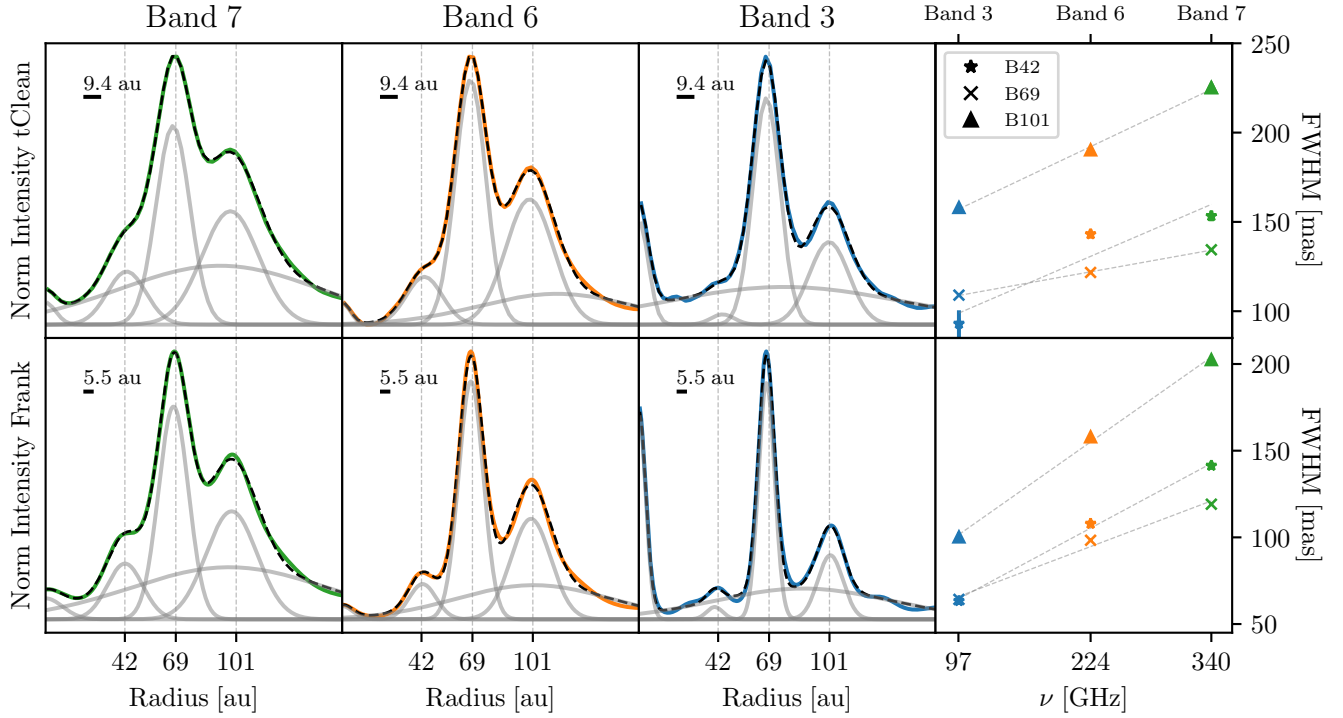 Band 7
Band 6
Band 3
Band 3
Band 6
Band 7
Norm Intensity tClean
9.4 au
9.4 au
9.4 au
B42
B69
B101
250
200
150
100
FWHM [mas]
Norm Intensity Frank
5.5 au
5.5 au
5.5 au
200
150
100
50
FWHM [mas]
42 69 101
42 69 101
42 69 101
97 224 340
Radius [au]
Radius [au]
Radius [au]
ν [GHz]